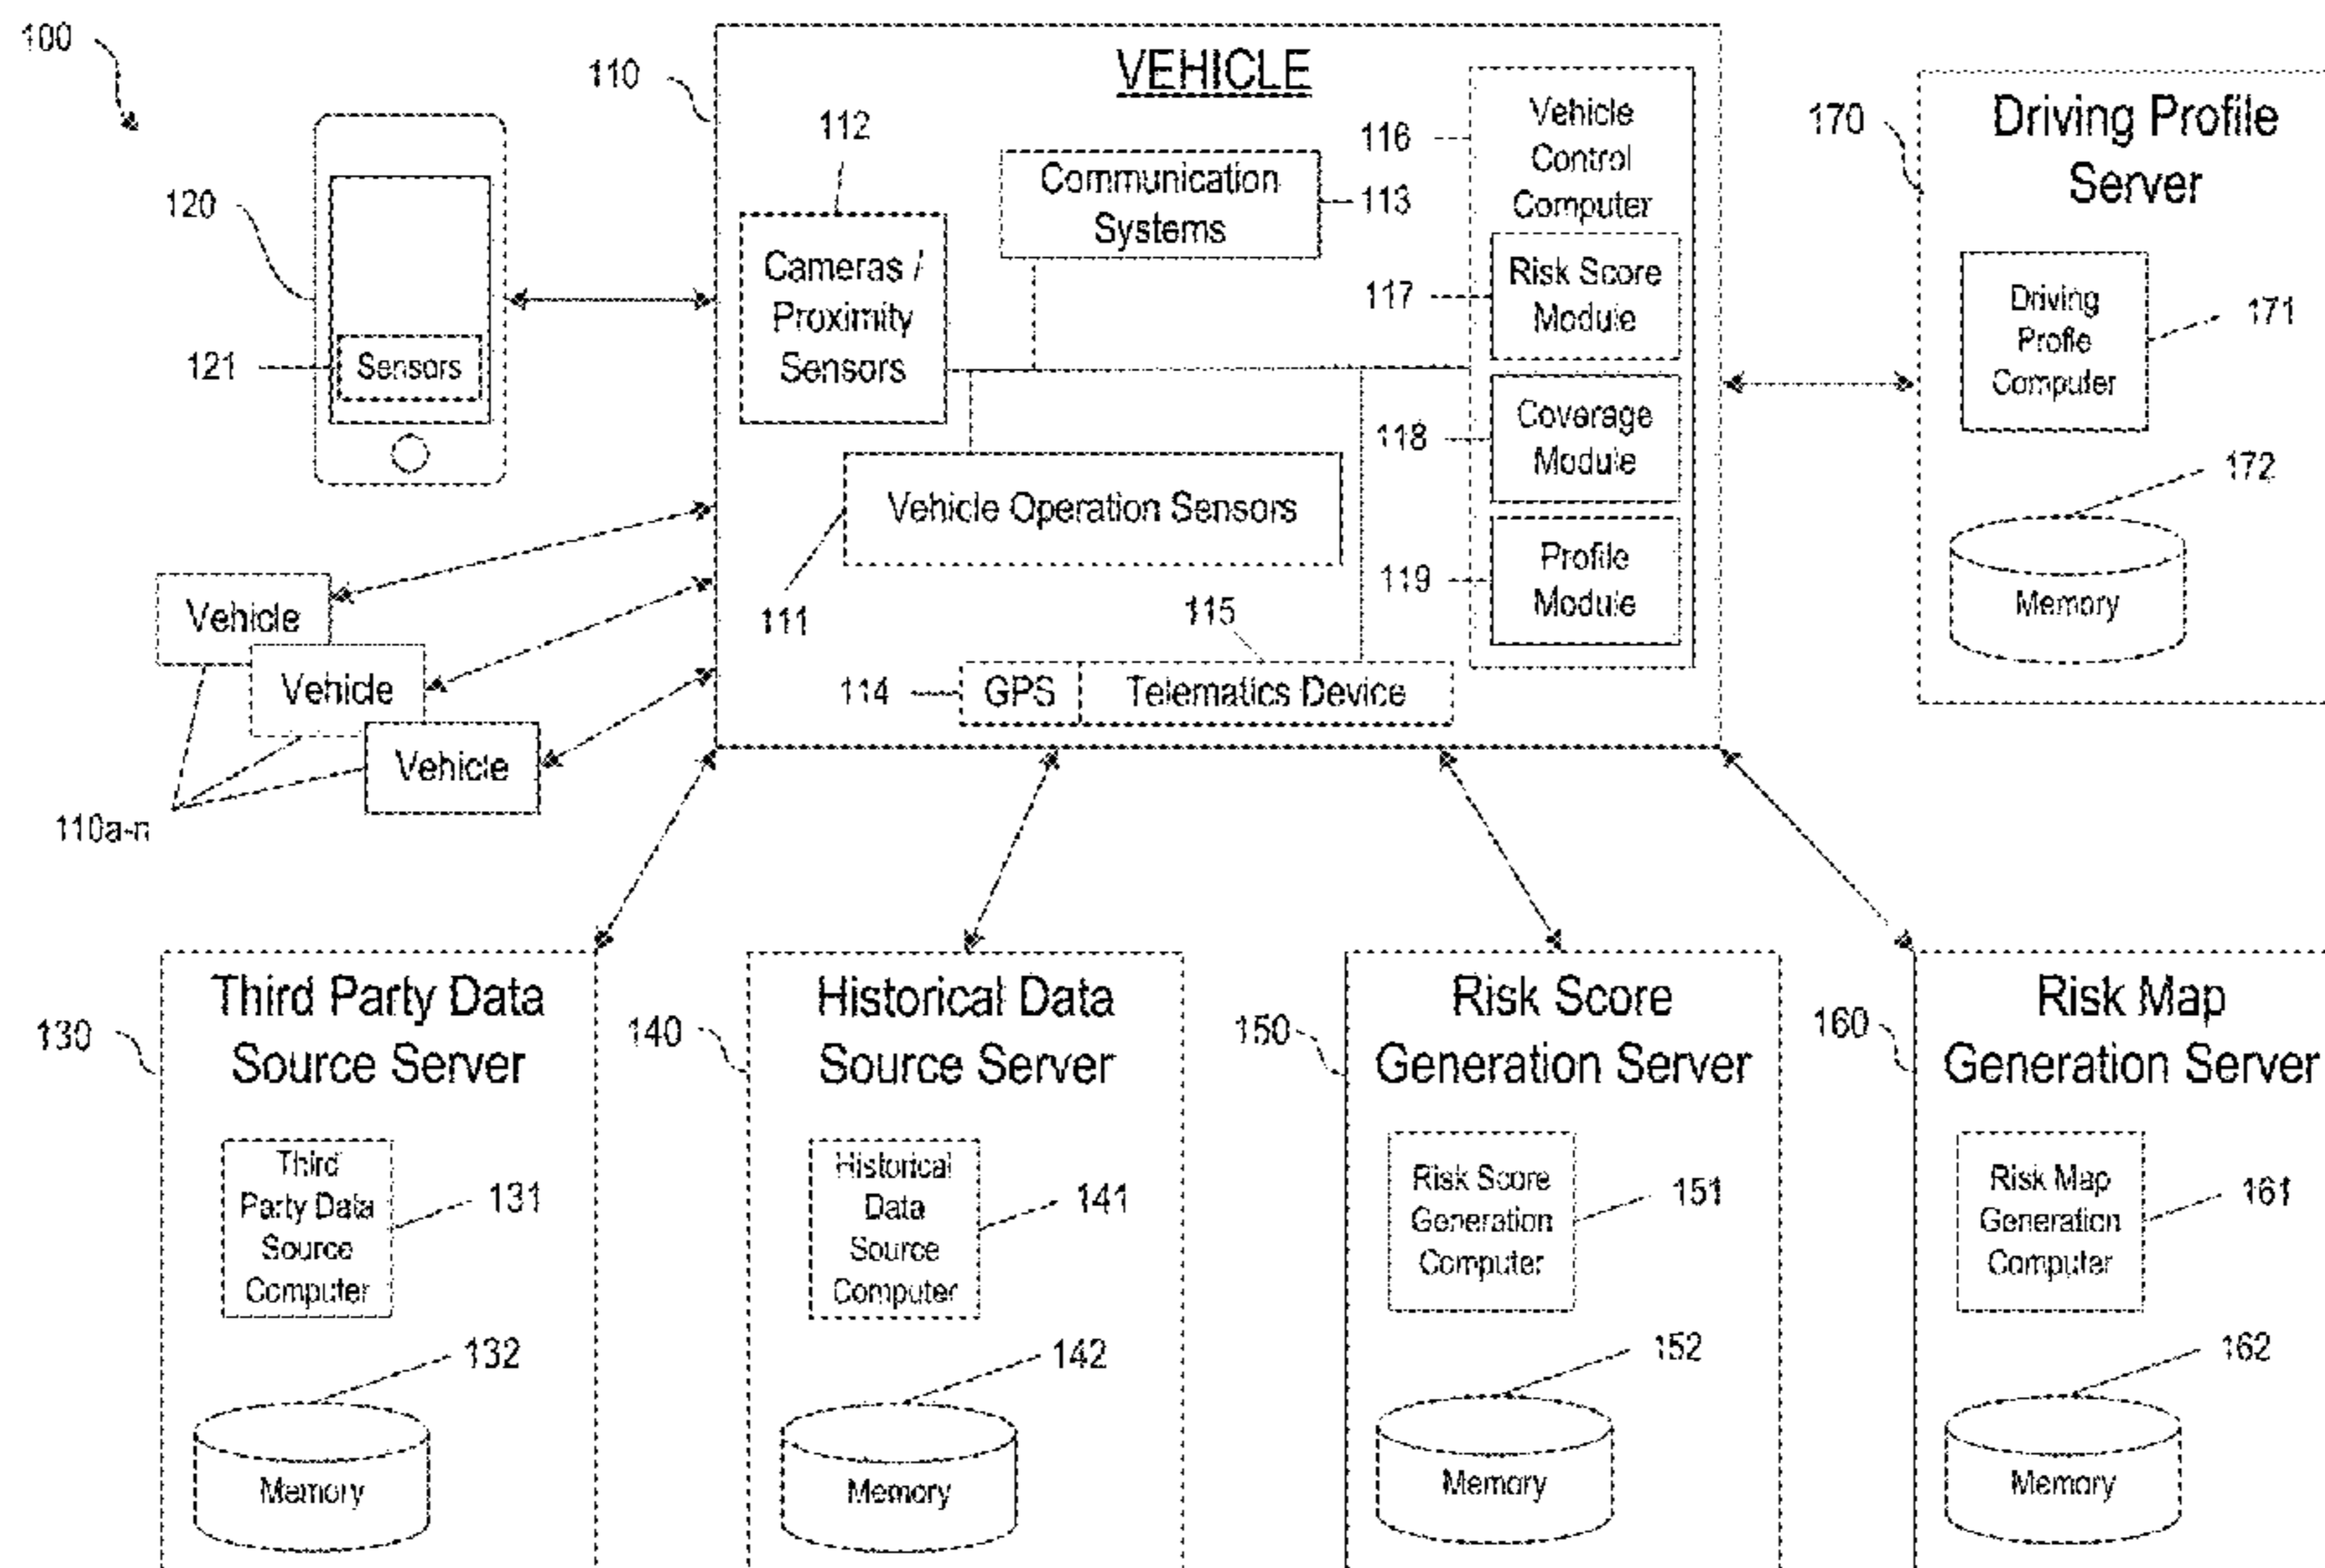 100
110
VEHICLE
112
Communication
Systems
113
116
Vehicle
Control
Computer
170
Driving Profile
Server
120
Cameras /
Proximity
Sensors
117
Risk Score
Module
Driving
Profle
Computer
171
121
Sensors
118
Coverage
Module
172
Vehicle Operation Sensors
111
119
Profile
Module
Memory
115
114
GPS
Telematics Device
Vehicle
Vehicle
Vehicle
110a-n
130
Third Party Data
Source Server
140
Historical Data
Source Server
150
Risk Score
Generation Server
160
Risk Map
Generation Server
Third
Party Data
Source
Computer
131
Historical
Data
Source
Computer
141
Risk Score
Generation
Computer
151
Risk Map
Generation
Computer
161
132
Memory
142
Memory
152
Memory
162
Memory